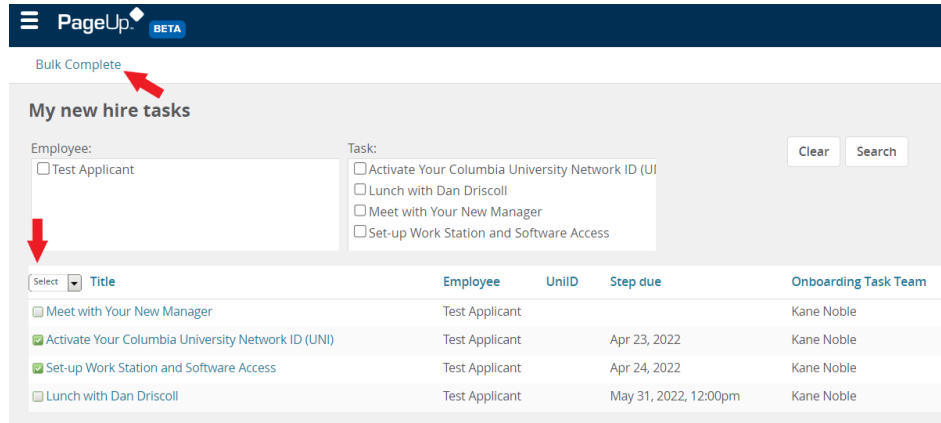 PageUp. BETA
Bulk Complete
My new hire tasks
Employee: Task:
Test Applicant Activate Your Columbia University Network ID (UI
Lunch with Dan Driscoll
Meet with Your New Manager
Set-up Work Station and Software Access
Clear Search
Select Title Employee UniID Step due Onboarding Task Team
Meet with Your New Manager Test Applicant Kane Noble
Activate Your Columbia University Network ID (UNI) Test Applicant Apr 23, 2022 Kane Noble
Set-up Work Station and Software Access Test Applicant Apr 24, 2022 Kane Noble
Lunch with Dan Driscoll Test Applicant May 31, 2022, 12:00pm Kane Noble